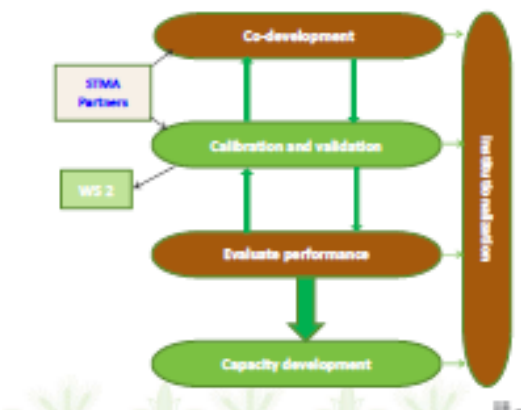 Co-development
STMA
Partners
Calibration and validation
WS 2
Evaluate performance
Capacity development
Institutionalization